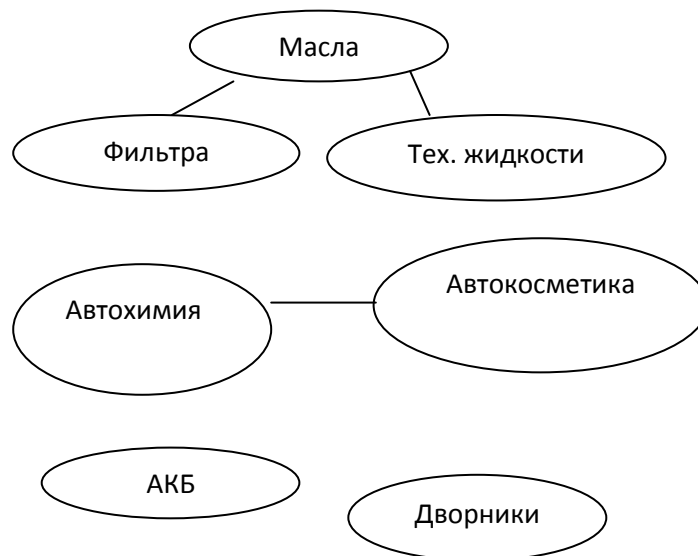 Масла
Фильтра
Тех. жидкости
Автохимия
Автокосметика
АКБ
Дворники